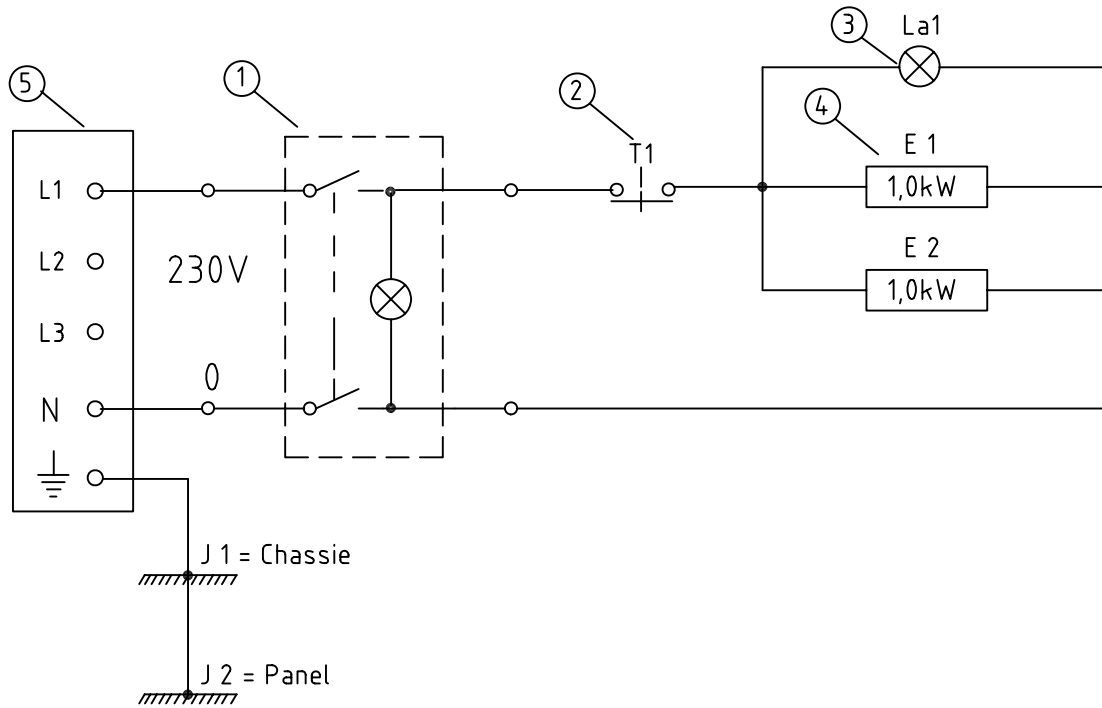 3
La1
5
1
2
4
T1
E 1
1,0kW
L1
L2
230V
E 2
1,0kW
L3
0
N
J 1 = Chassie
J 2 = Panel